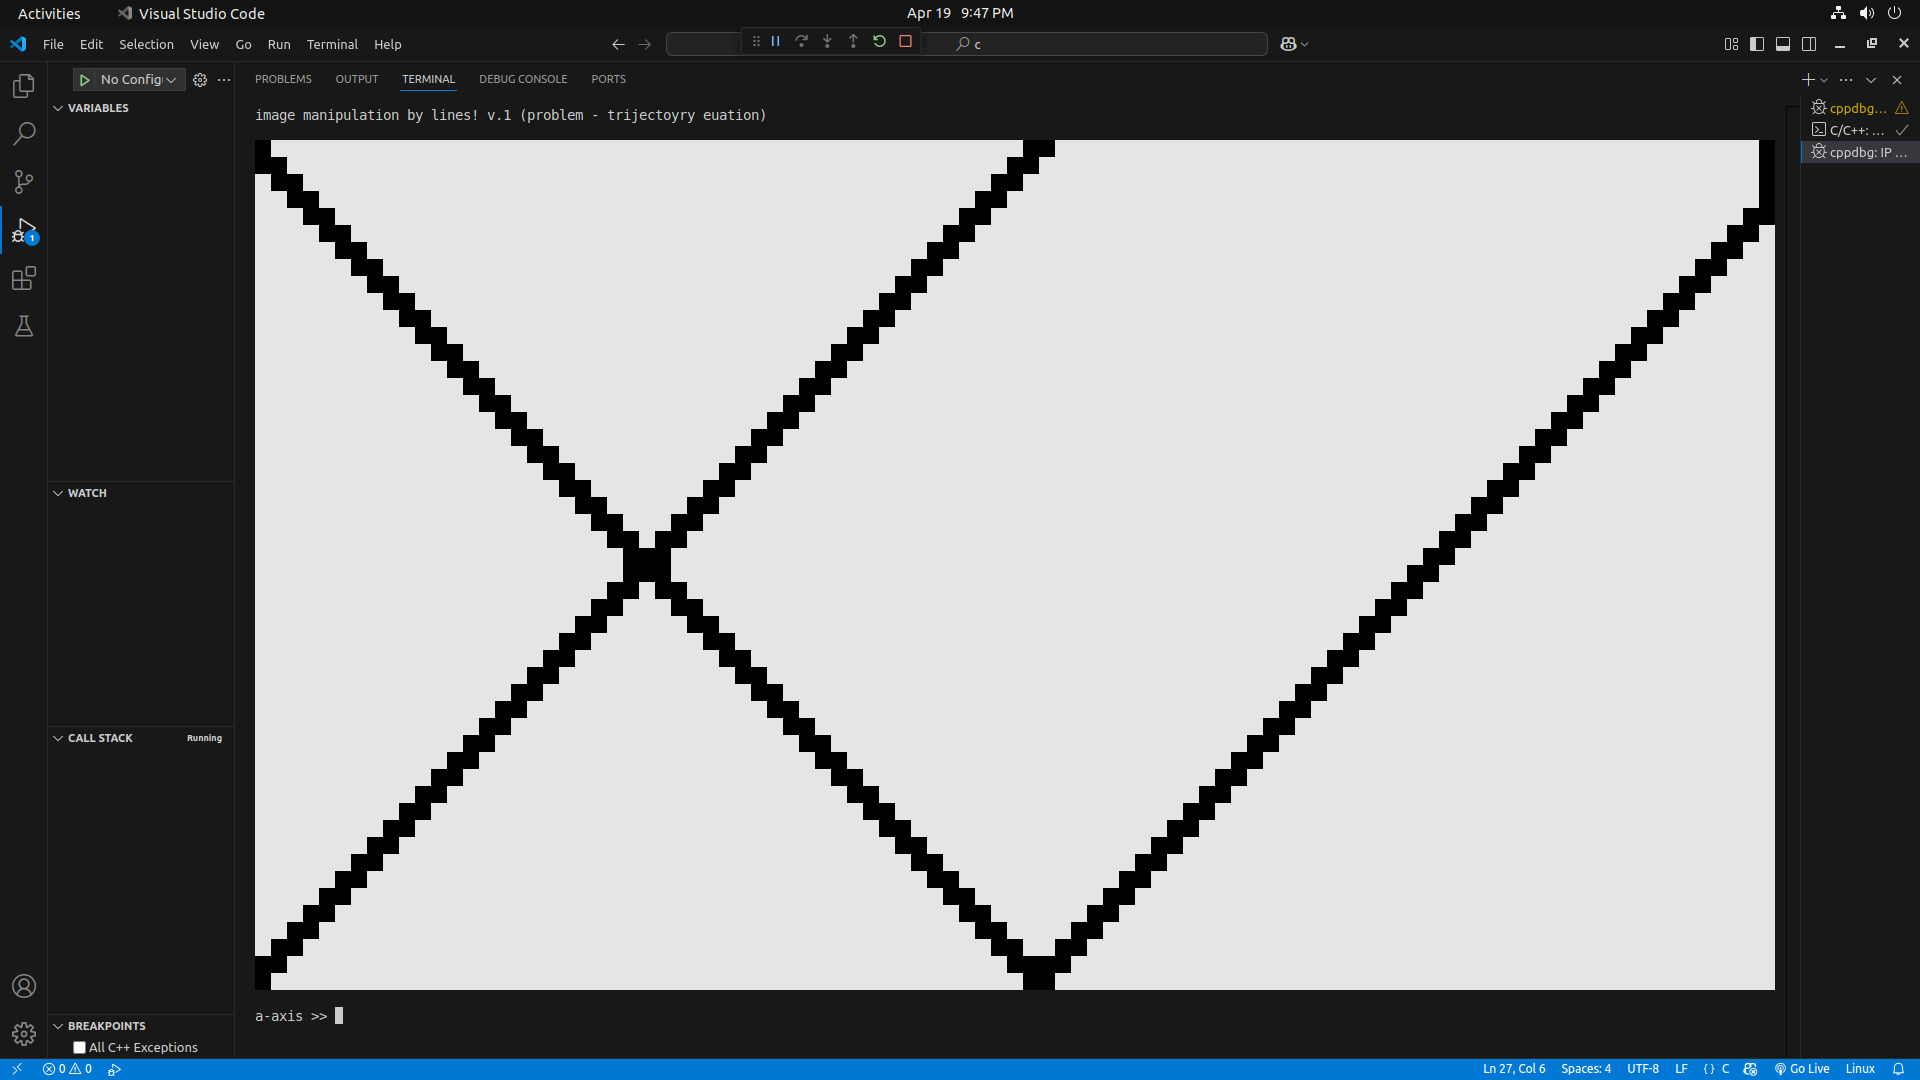 Activities Visual Studio Code Apr 19 9:47 PM
File Edit Selection View Go Run Terminal Help c
No Config PROBLEMS OUTPUT TERMINAL DEBUG CONSOLE PORTS
VARIABLES
image manipulation by lines! v.1 (problem - trijectoyry euation)
cppdbg...
C/C++: ...
cppdbg: IP ...
1
WATCH
CALL STACK Running
a-axis >>
BREAKPOINTS
All C++ Exceptions
0 0 Ln 27, Col 6 Spaces: 4 UTF-8 LF {} C Go Live Linux